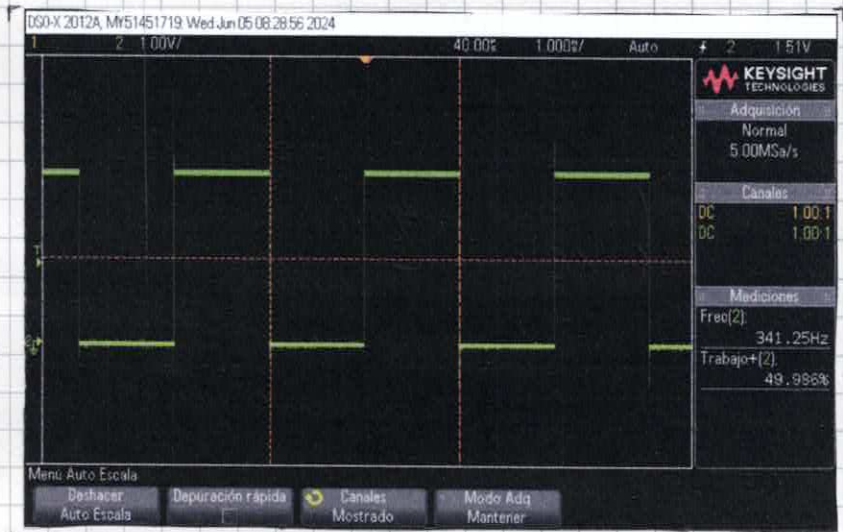 DSO-X 2012A, MY51451719: Wed Jun 05 08:28:56 2024
1 2 1.00V/ 40.00% 1.000%/ Auto 2 1.51V
KEYSIGHT
TECHNOLOGIES
Adquisición
Normal
5.00MSa/s
Canales
DC 1.00:1
DC 1.00:1
Mediciones
Frec(2):
341.25Hz
Trabajo+(2):
49.986%
T
2
Menú Auto Escala
Deshacer
Auto Escala
Depuración rápida
Canales
Mostrado
Modo Adq
Mantener